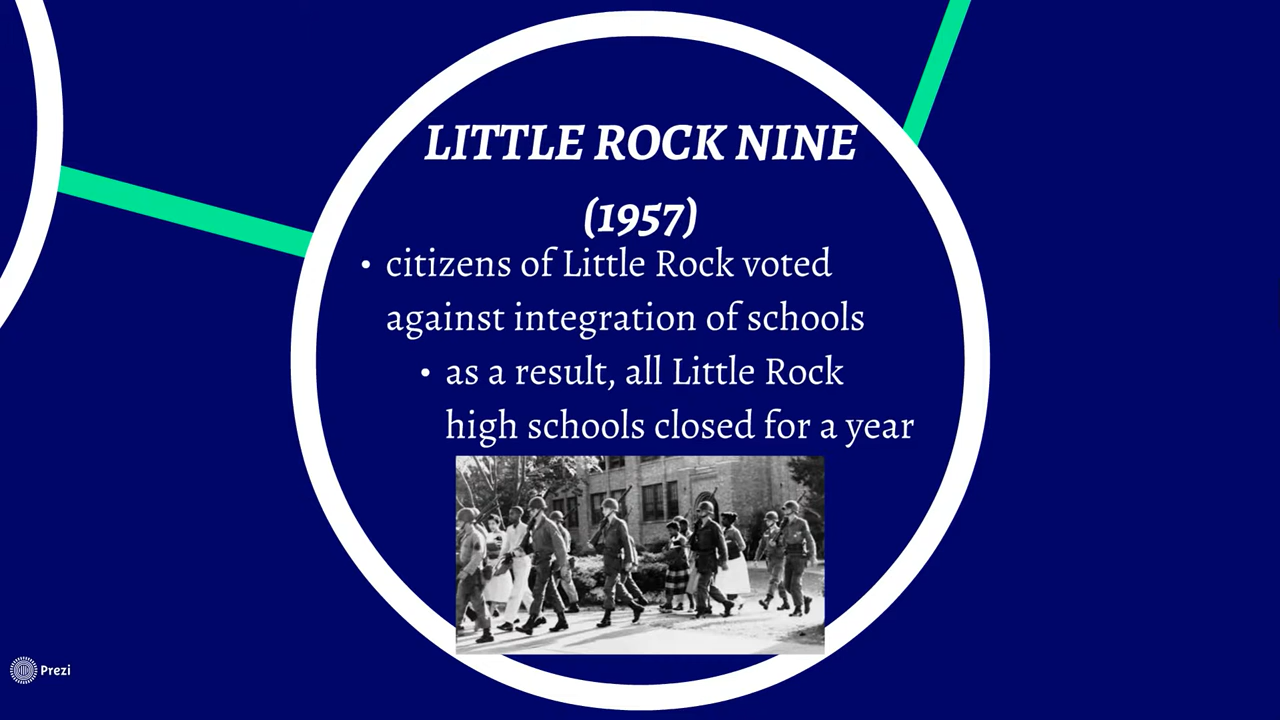 LITTLE ROCK NINE
(1957)
• citizens of Little Rock voted
against integration of schools
• as a result, all Little Rock
high schools closed for a year
Prezi